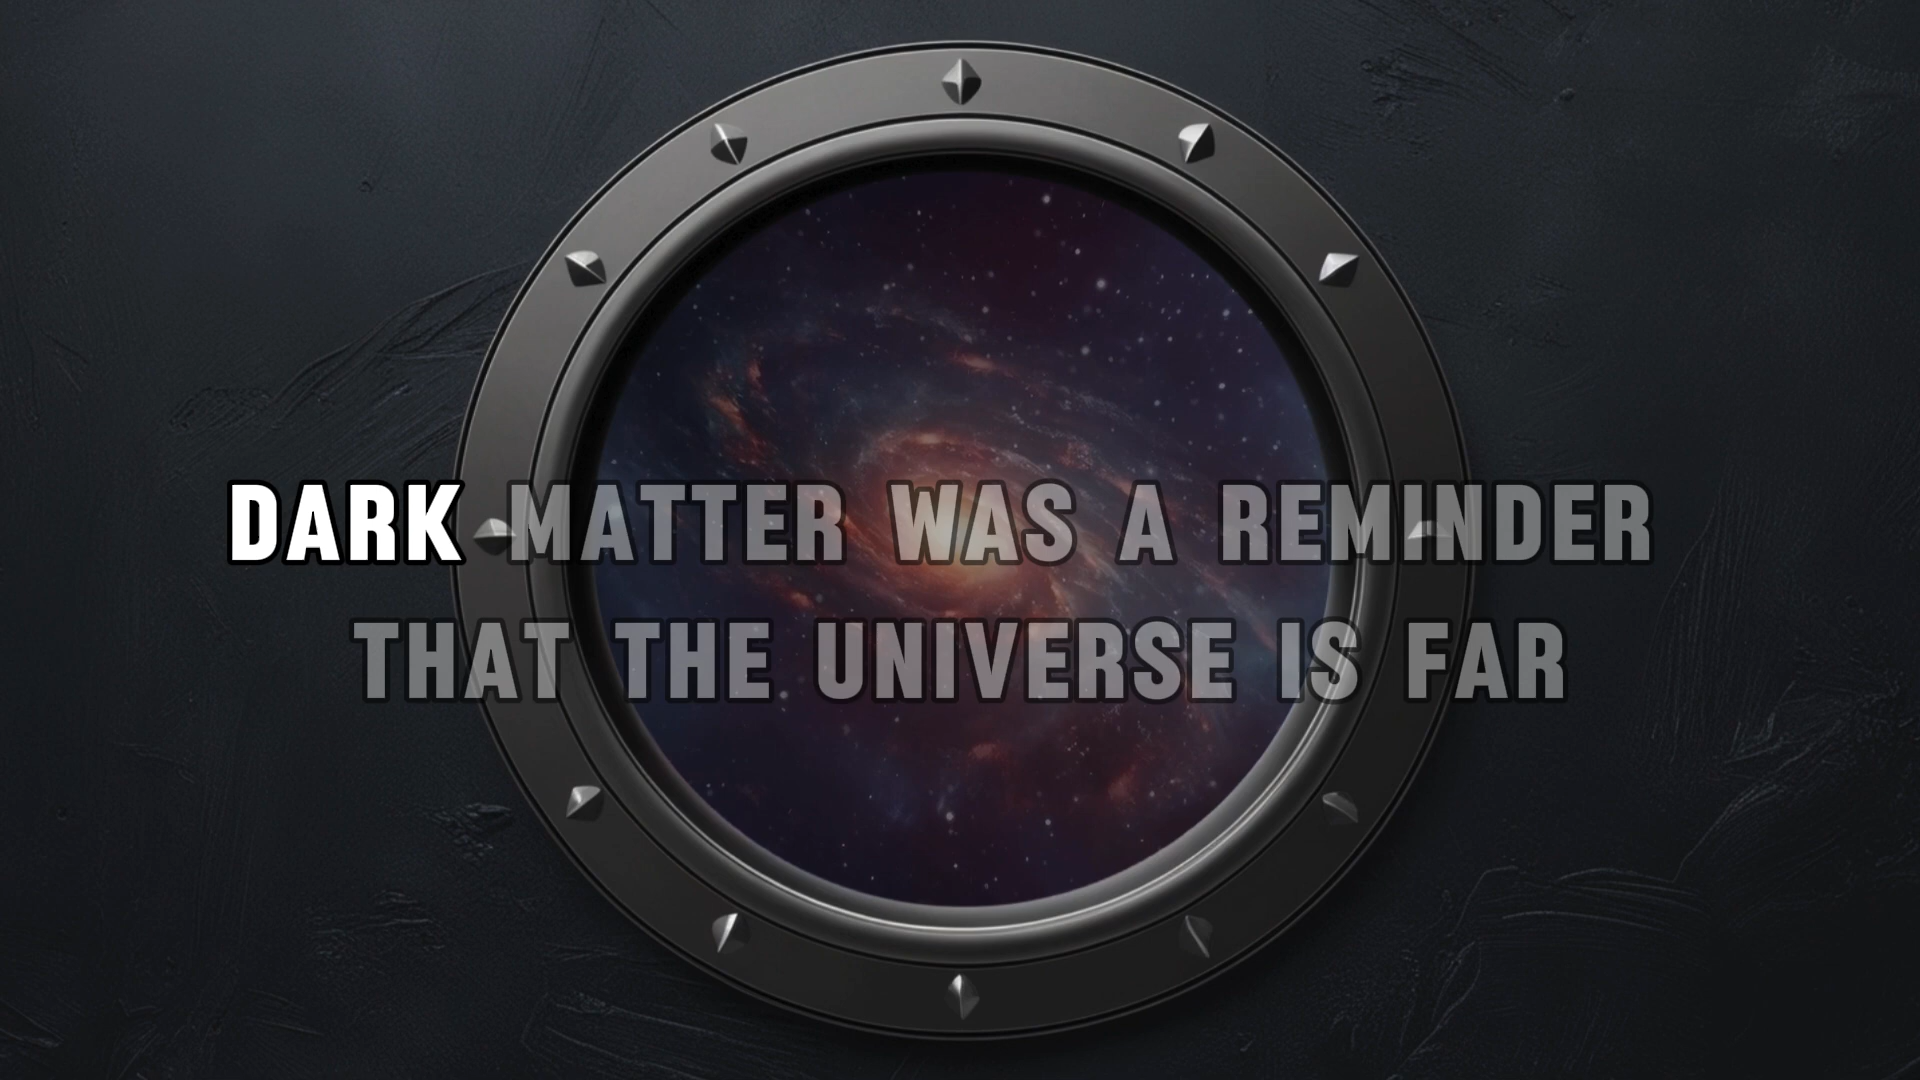 DARK MATTER WAS A REMINDER
THAT THE UNIVERSE IS FAR